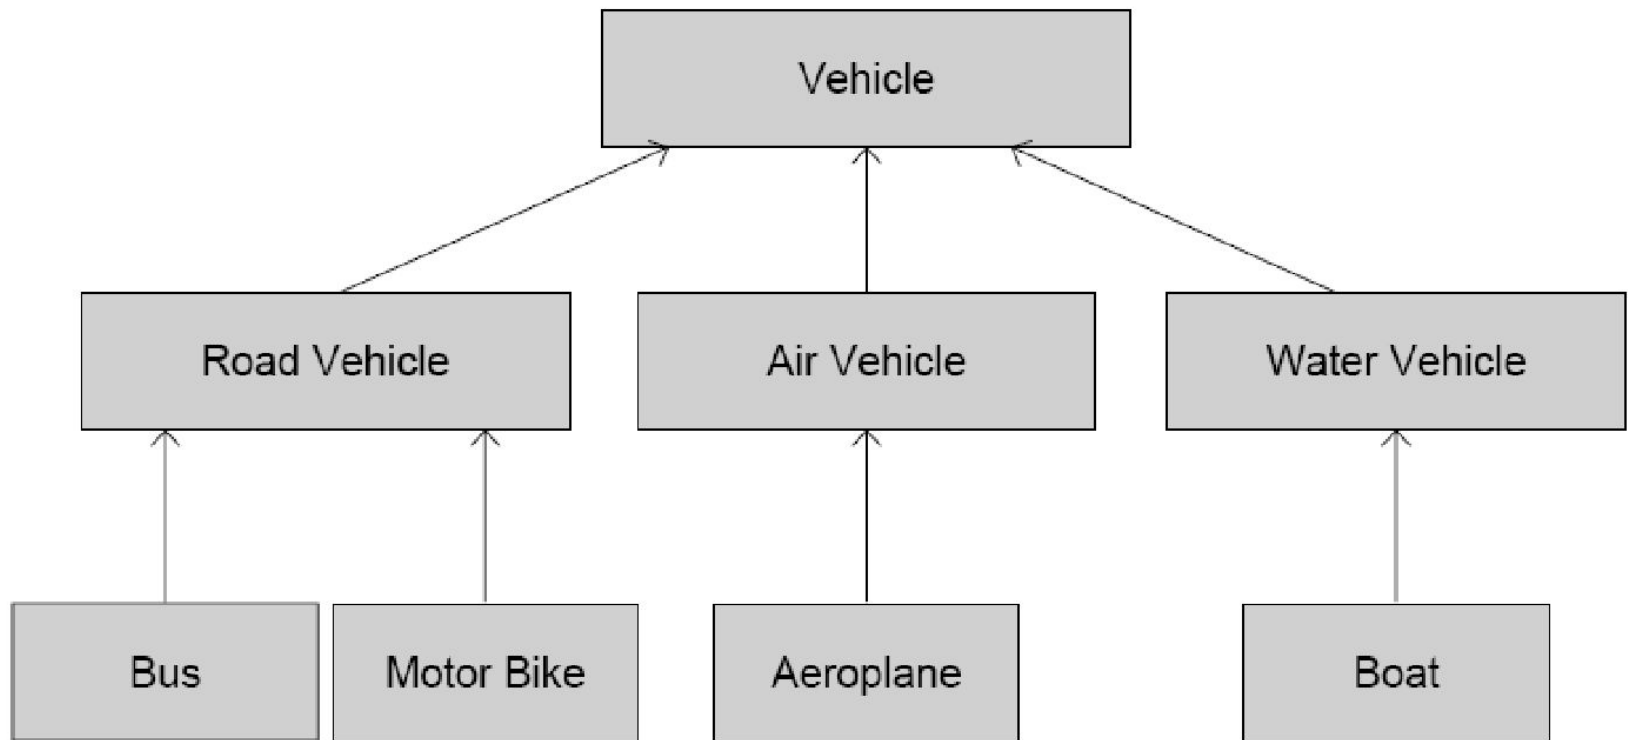 Vehicle
Road Vehicle
Air Vehicle
Water Vehicle
Bus
Motor Bike
Aeroplane
Boat